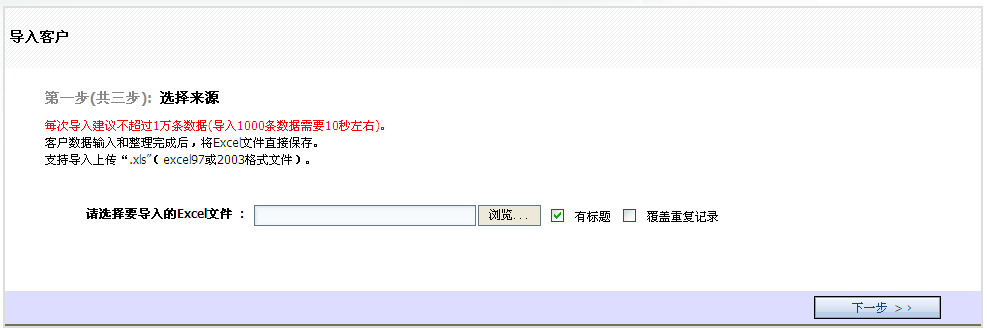 导入客户
第一步(共三步): 选择来源
每次导入建议不超过1万条数据(导入1000条数据需要10秒左右)。
客户数据输入和整理完成后，将Excel文件直接保存。
支持导入上传“.xls”( excel97或2003格式文件)。
请选择要导入的Excel文件 : 浏览... 有标题 覆盖重复记录
下一步 > ›